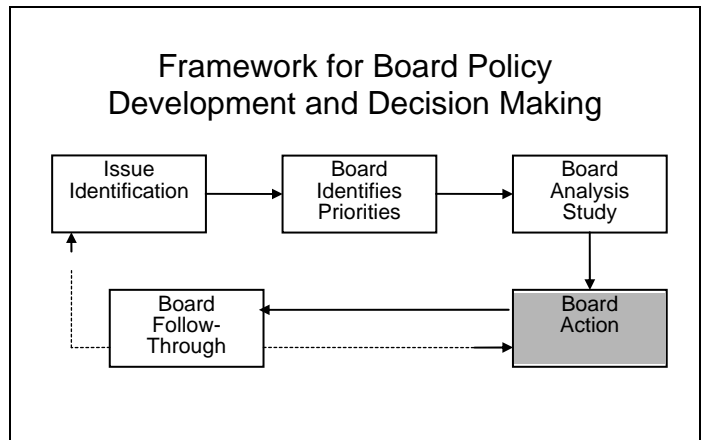 Framework for Board Policy
Development and Decision Making
Issue
Identification
Board
Identifies
Priorities
Board
Analysis
Study
Board
Follow-
Through
Board
Action